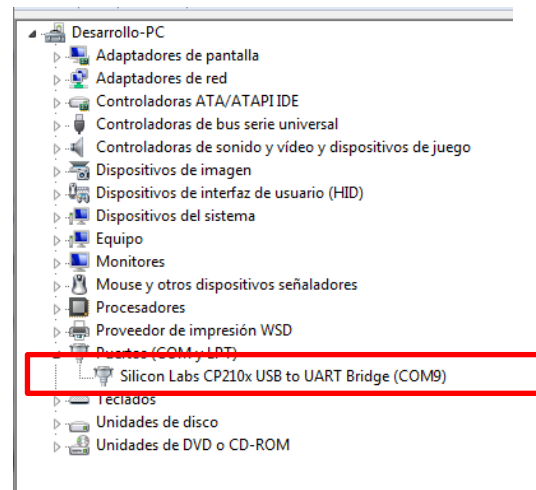 Desarrollo-PC
Adaptadores de pantalla
Adaptadores de red
Controladoras ATA/ATAPI IDE
Controladoras de bus serie universal
Controladoras de sonido y vídeo y dispositivos de juego
Dispositivos de imagen
Dispositivos de interfaz de usuario (HID)
Dispositivos del sistema
Equipo
Monitores
Mouse y otros dispositivos señaladores
Procesadores
Proveedor de impresión WSD
Puertos (COM y LPT)
Silicon Labs CP210x USB to UART Bridge (COM9)
Teclados
Unidades de disco
Unidades de DVD o CD-ROM